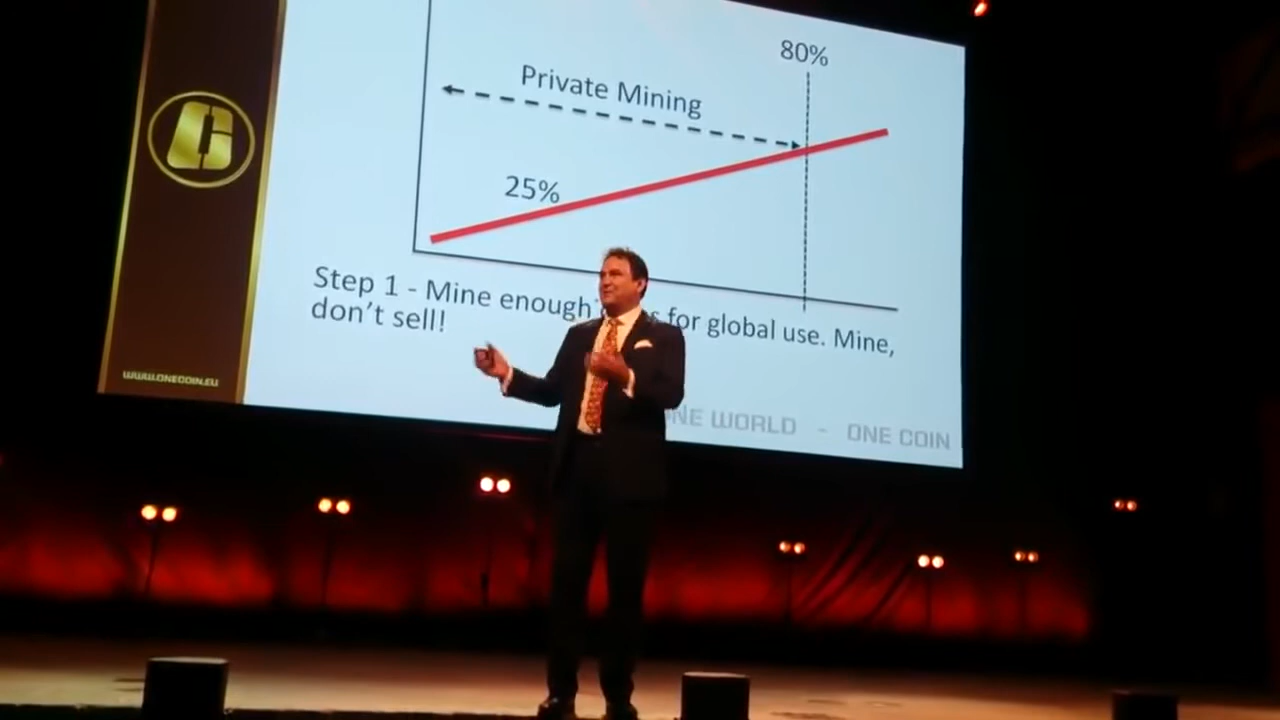 80%
Private Mining
25%
Step 1 - Mine enough for global use. Mine,
don't sell!
WWW.ONECOIN.EU
ONE WORLD - ONE COIN